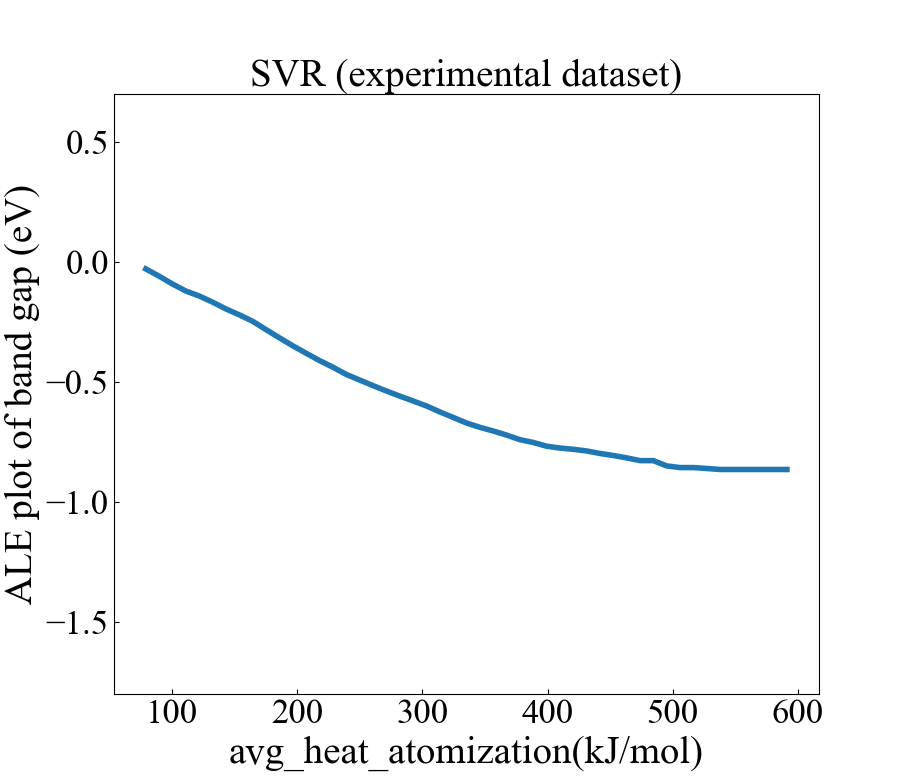 SVR (experimental dataset)
ALE plot of band gap (eV)
0.5
0.0
−0.5
−1.0
−1.5
100 200 300 400 500 600
avg_heat_atomization(kJ/mol)